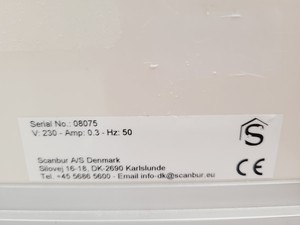 Serial No.: 08075
V: 230 - Amp: 0.3 - Hz: 50
S
Scanbur A/S Denmark
Silovej 16-18, DK-2690 Karlslunde
Tel. +45 5686 5600 - Email info-dk@scanbur.eu
CE